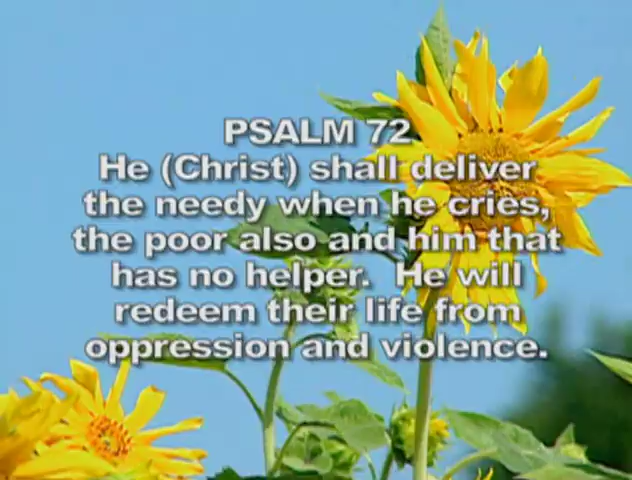 PSALM 72
He (Christ) shall deliver
the needy when he cries,
the poor also and him that
has no helper. He will
redeem their life from
oppression and violence.